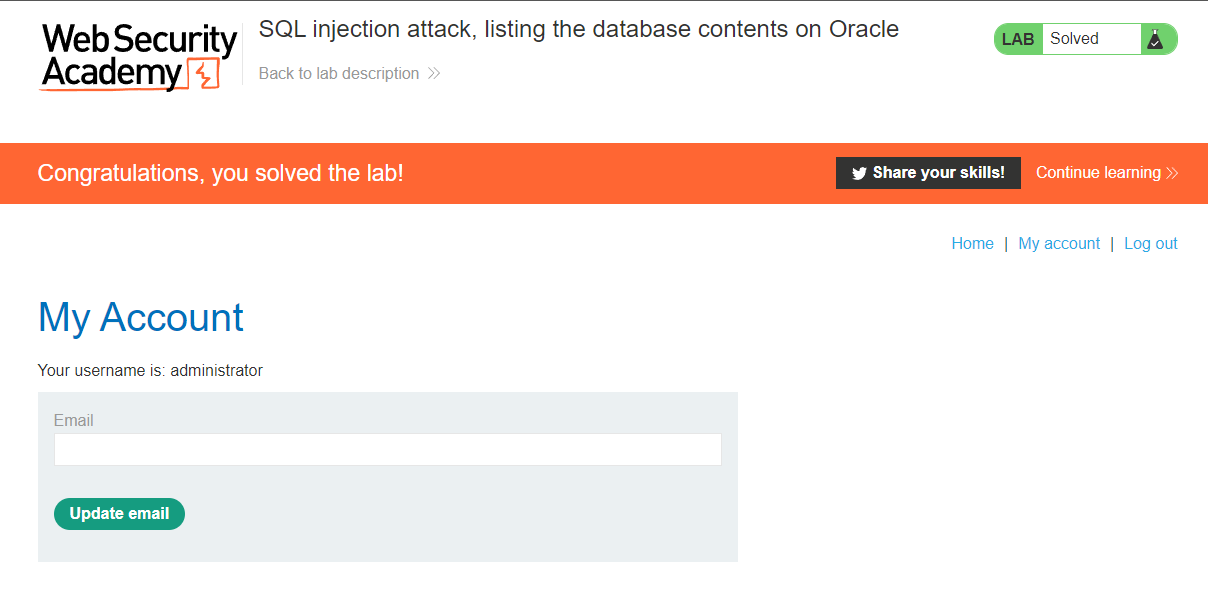 Web Security
Academy
SQL injection attack, listing the database contents on Oracle
Back to lab description
LAB Solved
Congratulations, you solved the lab!
Share your skills!
Continue learning
Home | My account | Log out
My Account
Your username is: administrator
Email
Update email